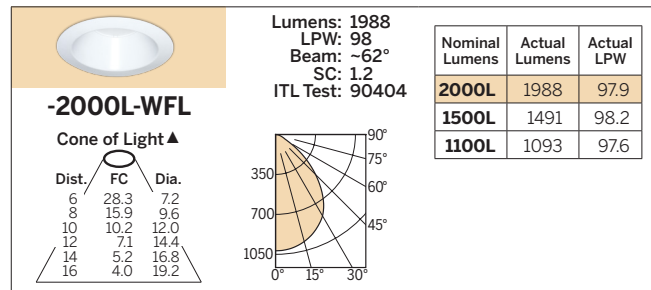 -2000L-WFL
Cone of Light▲
Dist. FC Dia.
6 28.3 7.2
8 15.9 9.6
10 10.2 12.0
12 7.1 14.4
14 5.2 16.8
16 4.0 19.2
Lumens: 1988
LPW: 98
Beam: ~62°
SC: 1.2
ITL Test: 90404
90°
75°
60°
45°
350
700
1050
0° 15° 30°
Nominal Actual Actual
Lumens Lumens LPW
2000L 1988 97.9
1500L 1491 98.2
1100L 1093 97.6